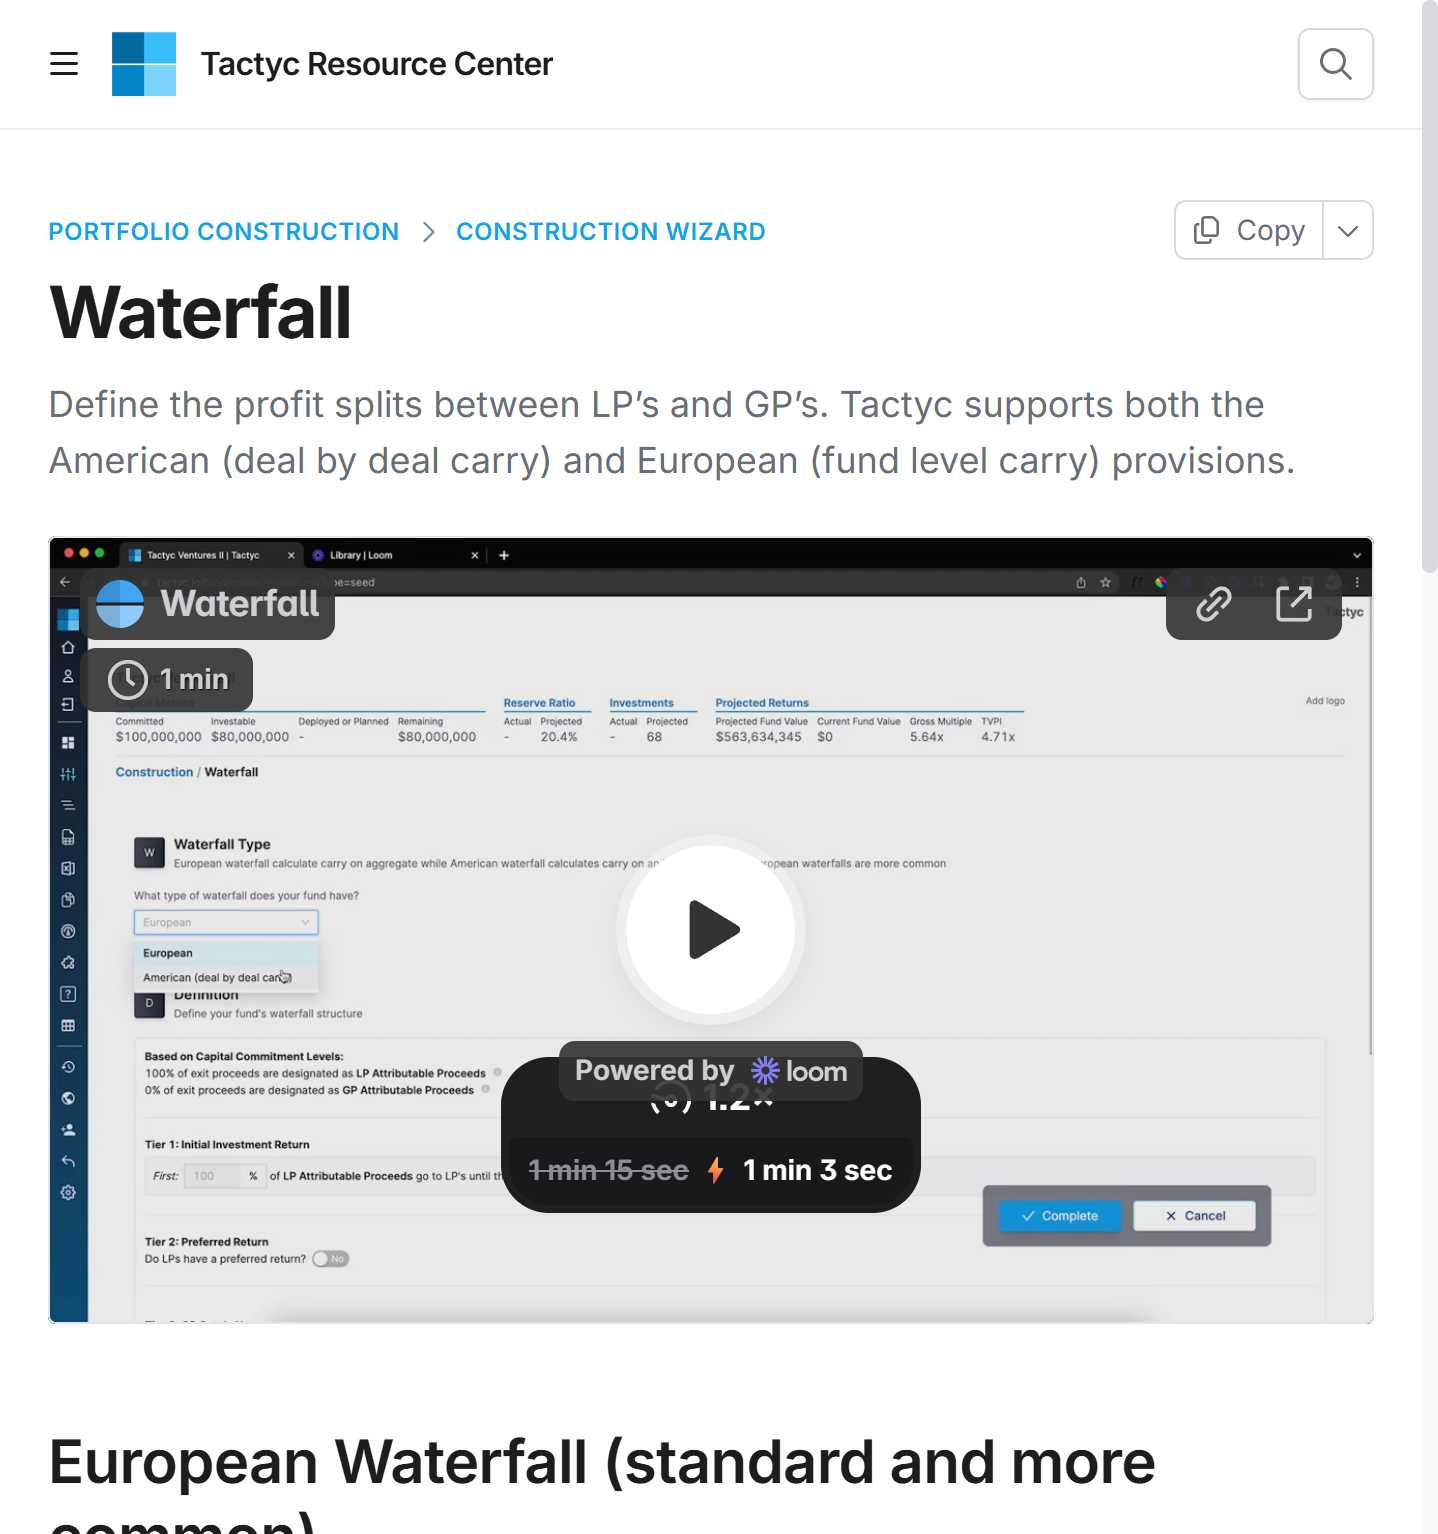 Tactyc Resource Center
PORTFOLIO CONSTRUCTION > CONSTRUCTION WIZARD
Copy
Waterfall
Define the profit splits between LP’s and GP’s. Tactyc supports both the
American (deal by deal carry) and European (fund level carry) provisions.
Tactyc Ventures II | Tactyc
Library | Loom
pe=seed
Waterfall
1 min
Reserve Ratio
Investments
Projected Returns
Add logo
Committed Investable Deployed or Planned Remaining Actual Projected Actual Projected Projected Fund Value Current Fund Value Gross Multiple TVPI
$100,000,000 $80,000,000 - $80,000,000 - 20.4% - 68 $563,634,345 $0 5.64x 4.71x
Construction / Waterfall
W
Waterfall Type
European waterfall calculate carry on aggregate while American waterfall calculates carry on waterfalls are more common
What type of waterfall does your fund have?
European
European
American (deal by deal carry)
D
Definition
Define your fund's waterfall structure
Based on Capital Commitment Levels:
100% of exit proceeds are designated as LP Attributable Proceeds
0% of exit proceeds are designated as GP Attributable Proceeds
Powered by loom
1.2×
1 min 15 sec 1 min 3 sec
Tier 1: Initial Investment Return
First: 100 % of LP Attributable Proceeds go to LP's until
Complete
Cancel
Tier 2: Preferred Return
Do LPs have a preferred return? No
European Waterfall (standard and more
common)